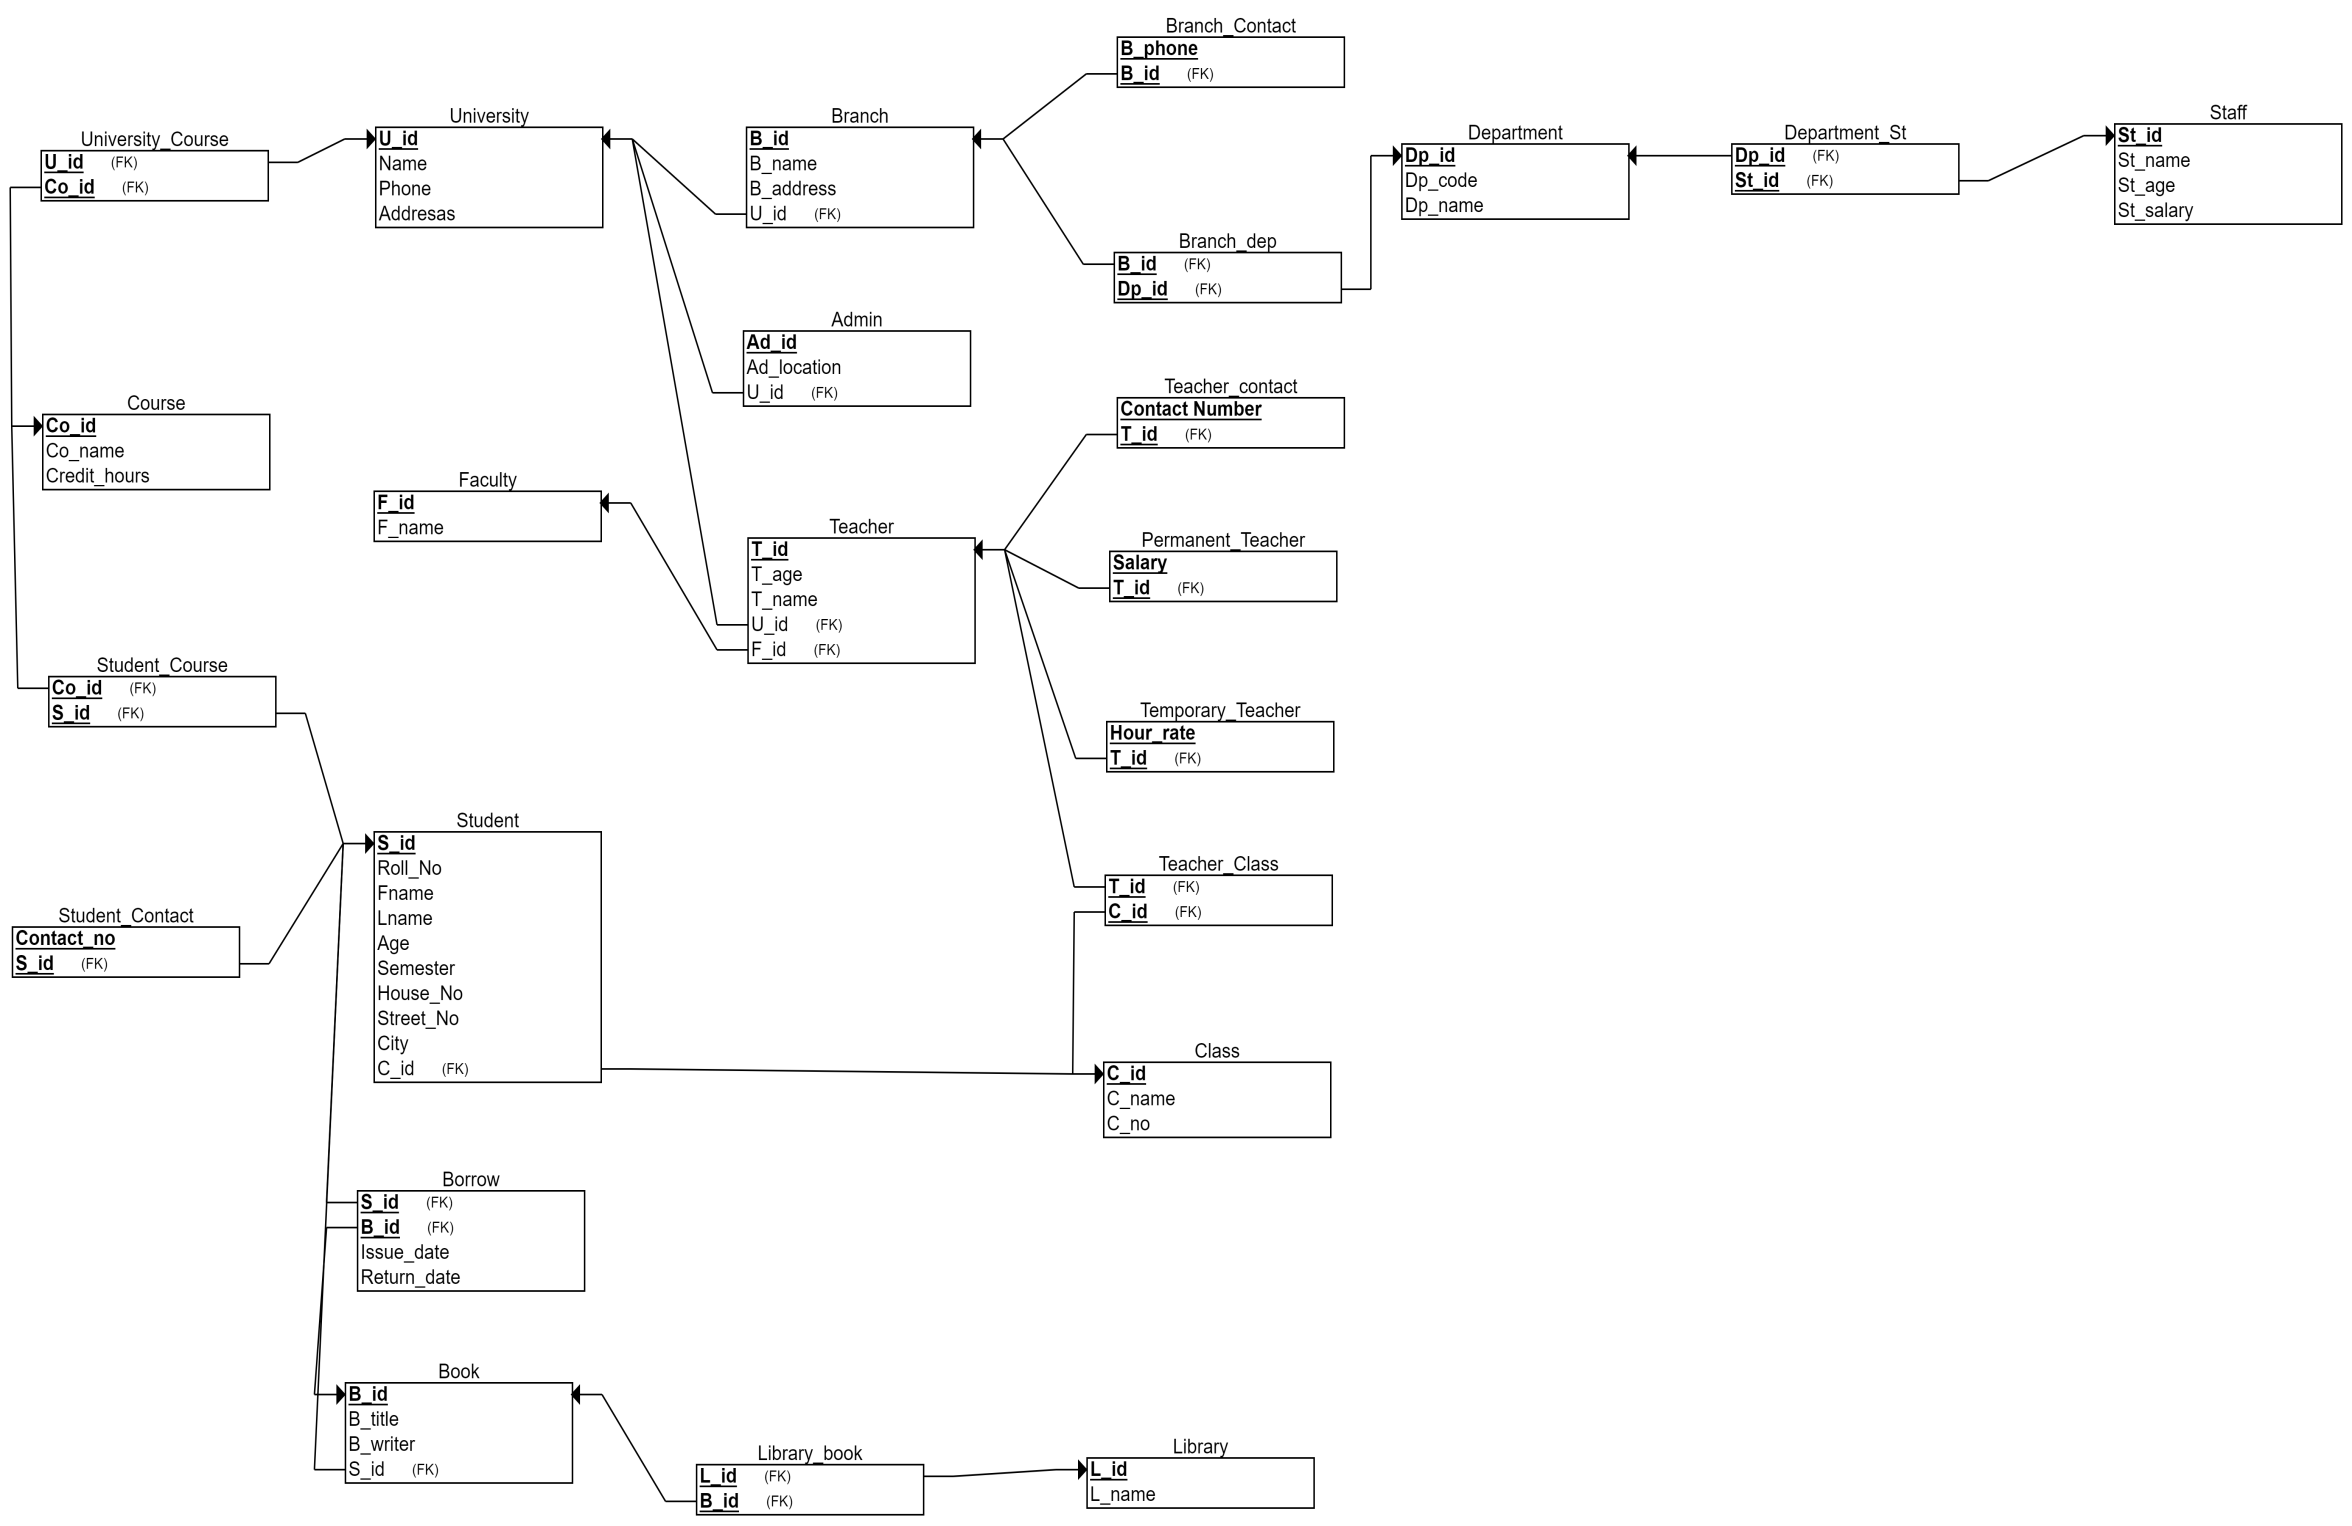 Branch_Contact
B_phone
B_id (FK)
University_Course
U_id (FK)
Co_id (FK)
University
U_id
Name
Phone
Addresas
Branch
B_id
B_name
B_address
U_id (FK)
Department
Dp_id
Dp_code
Dp_name
Department_St
Dp_id (FK)
St_id (FK)
Staff
St_id
St_name
St_age
St_salary
Branch_dep
B_id (FK)
Dp_id (FK)
Admin
Ad_id
Ad_location
U_id (FK)
Course
Co_id
Co_name
Credit_hours
Teacher_contact
Contact Number
T_id (FK)
Faculty
F_id
F_name
Teacher
T_id
T_age
T_name
U_id (FK)
F_id (FK)
Permanent_Teacher
Salary
T_id (FK)
Student_Course
Co_id (FK)
S_id (FK)
Temporary_Teacher
Hour_rate
T_id (FK)
Student
S_id
Roll_No
Fname
Lname
Age
Semester
House_No
Street_No
City
C_id (FK)
Teacher_Class
T_id (FK)
C_id (FK)
Student_Contact
Contact_no
S_id (FK)
Class
C_id
C_name
C_no
Borrow
S_id (FK)
B_id (FK)
Issue_date
Return_date
Book
B_id
B_title
B_writer
S_id (FK)
Library_book
L_id (FK)
B_id (FK)
Library
L_id
L_name